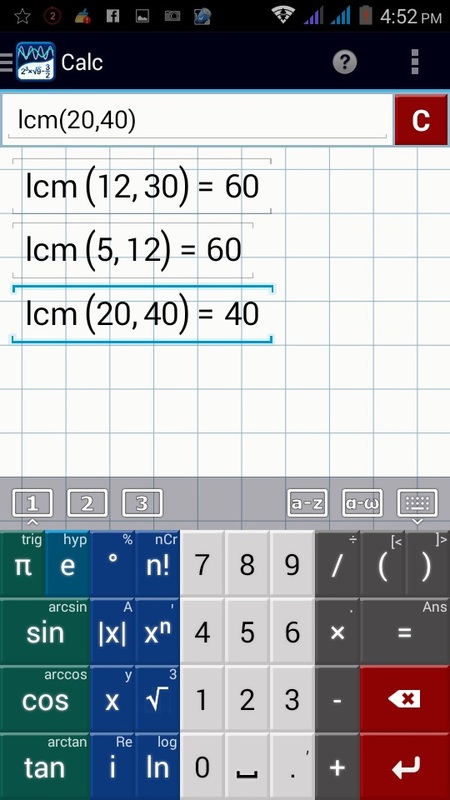 4:52 PM
Calc
?
lcm(20,40)
C
lcm (12, 30) = 60
lcm (5, 12) = 60
lcm (20, 40) = 40
1 2 3 a-z α-ω
trig hyp % nCr ÷ [< ]>
π e ° n! 7 8 9 / ( )
arcsin A ' . Ans
sin |x| xⁿ 4 5 6 × =
arccos y 3
cos x √ 1 2 3 -
arctan Re log ,
tan i ln 0 . +